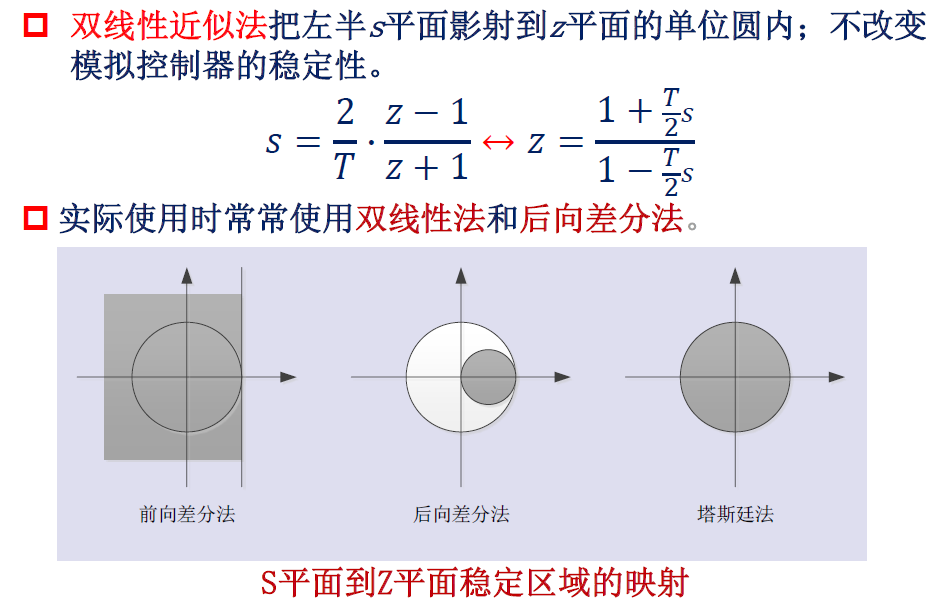 双线性近似法把左半s平面影射到z平面的单位圆内；不改变
模拟控制器的稳定性。
s = \frac{2}{T} · \frac{z − 1}{z + 1} ↔ z = \frac{1 + \frac{T}{2}s}{1 − \frac{T}{2}s}
实际使用时常常使用双线性法和后向差分法。
前向差分法 后向差分法 塔斯廷法
S平面到Z平面稳定区域的映射